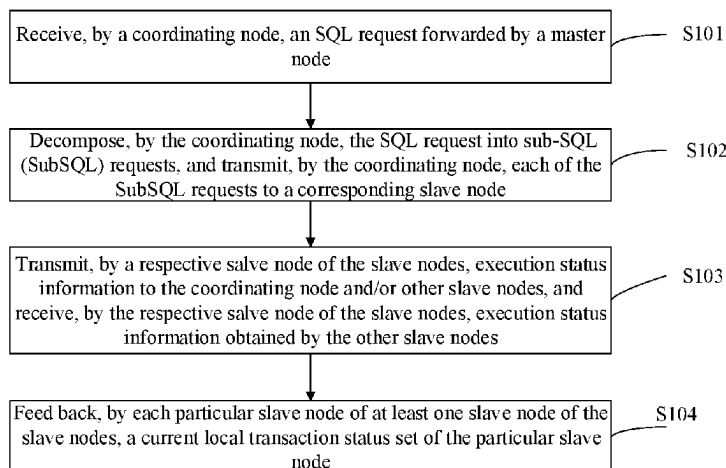 Receive, by a coordinating node, an SQL request forwarded by a master
node
S101
Decompose, by the coordinating node, the SQL request into sub-SQL
(SubSQL) requests, and transmit, by the coordinating node, each of the
SubSQL requests to a corresponding slave node
S102
Transmit, by a respective salve node of the slave nodes, execution status
information to the coordinating node and/or other slave nodes, and
receive, by the respective salve node of the slave nodes, execution status
information obtained by the other slave nodes
S103
Feed back, by each particular slave node of at least one slave node of the
slave nodes, a current local transaction status set of the particular slave
node
S104